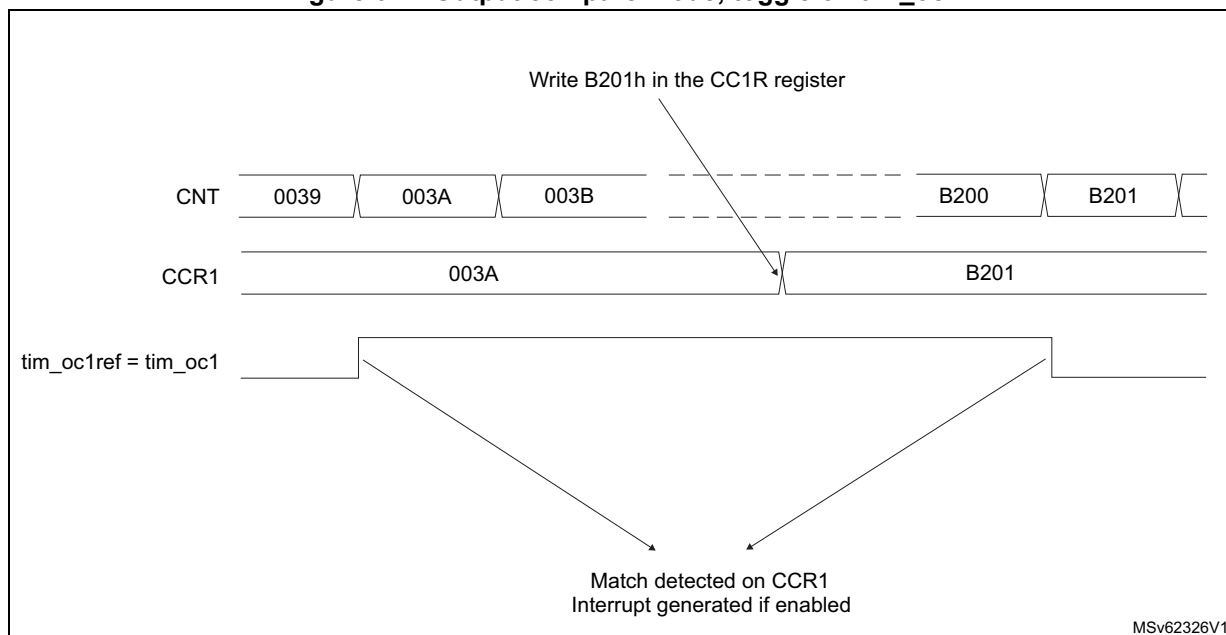 Write B201h in the CC1R register
CNT 0039 003A 003B B200 B201
CCR1 003A B201
tim_oc1ref = tim_oc1
Match detected on CCR1
Interrupt generated if enabled
MSv62326V1